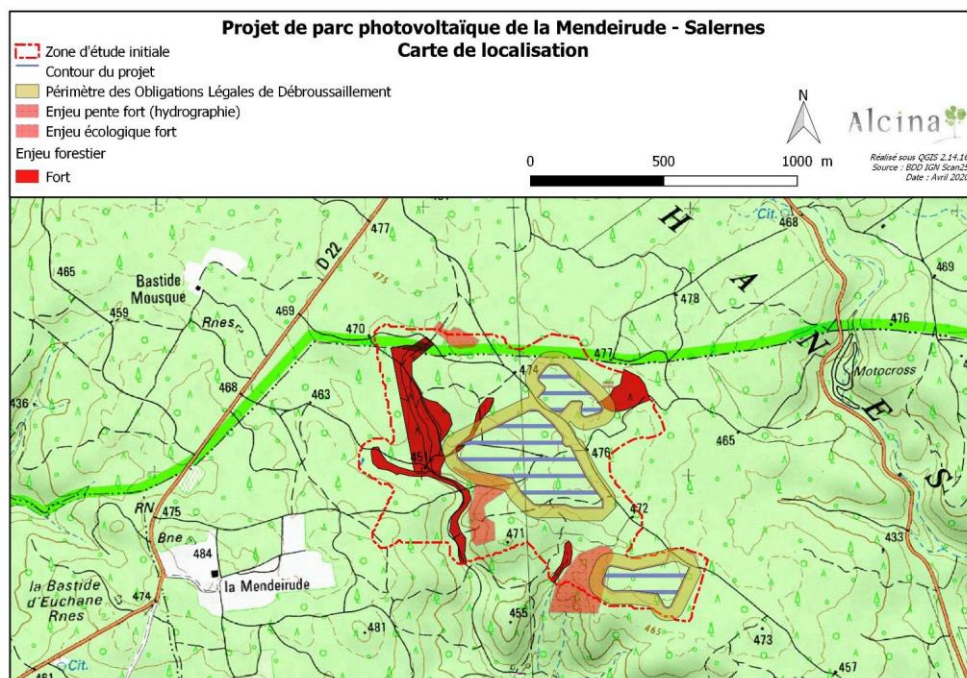 Projet de parc photovoltaïque de la Mendeirude - Salernes
Carte de localisation
Zone d'étude initiale
Contour du projet
Périmètre des Obligations Légales de Débroussaillement
Enjeu pente fort (hydrographie)
Enjeu écologique fort
Enjeu forestier
Fort
N
0 500 1000 m
Alcina
Réalisé sous QGIS 2.14.16
Source : BDD IGN Scan25
Date : Avril 2020
477
D 22
475
465
Bastide
Mousque
459
Rnes
469
470
468
463
436
H
A
N
E
S
Cit.
468
469
478
476
477
474
Motocross
465
476
451
472
471
433
RN
475
Bne
484
la Mendeirude
la Bastide
d'Euchane
Rnes
474
481
455
465
473
457
Cit.
461